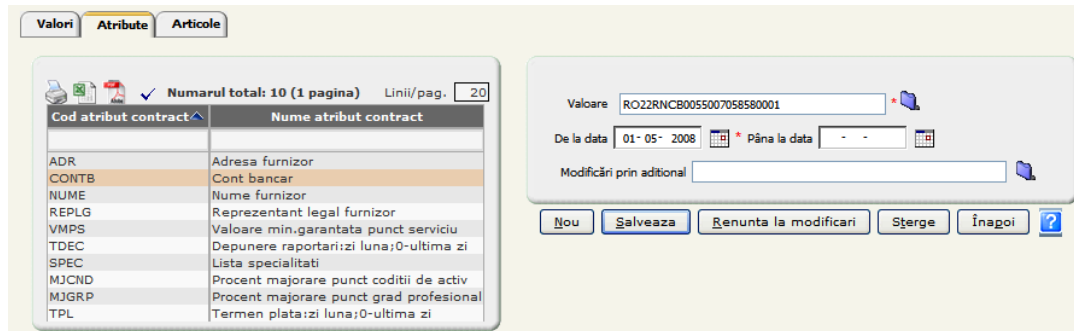 Valori Atribute Articole
Numarul total: 10 (1 pagina) Linii/pag. 20
Cod atribut contract Nume atribut contract
ADR Adresa furnizor
CONTB Cont bancar
NUME Nume furnizor
REPLG Reprezentant legal furnizor
VMPS Valoare min.garantata punct serviciu
TDEC Depunere raportari:zi luna;0-ultima zi
SPEC Lista specialitati
MJCND Procent majorare punct coditii de activ
MJGRP Procent majorare punct grad profesional
TPL Termen plata:zi luna;0-ultima zi
Valoare RO22RNCB0055007058580001 *
De la data 01- 05- 2008 * Pâna la data - -
Modificări prin aditional
Nou Salveaza Renunta la modificari Sterge Înapoi ?